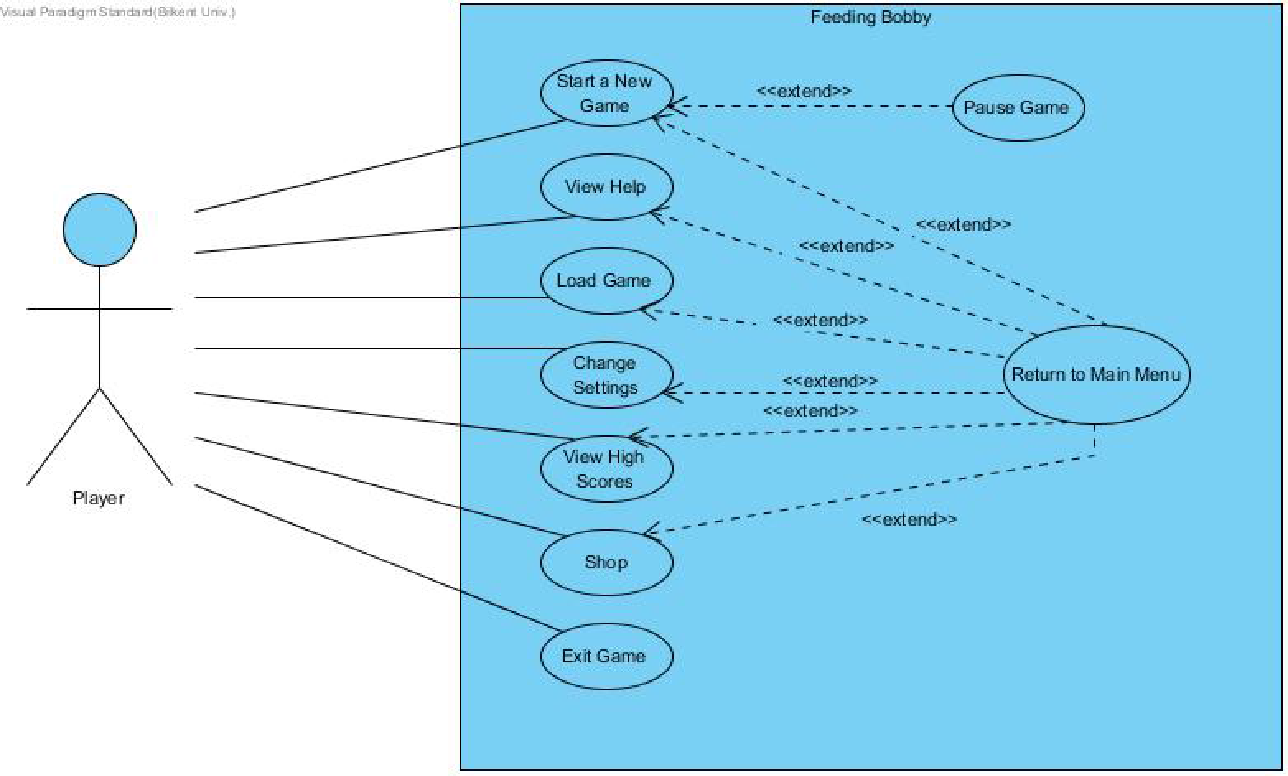 Visual Paradigm Standard(Bilkent Univ.)
Feeding Bobby
Start a New
Game
<<extend>>
Pause Game
View Help
<<extend>>
<<extend>>
Load Game
<<extend>>
Change
Settings
<<extend>>
Return to Main Menu
<<extend>>
View High
Scores
Player
<<extend>>
Shop
Exit Game